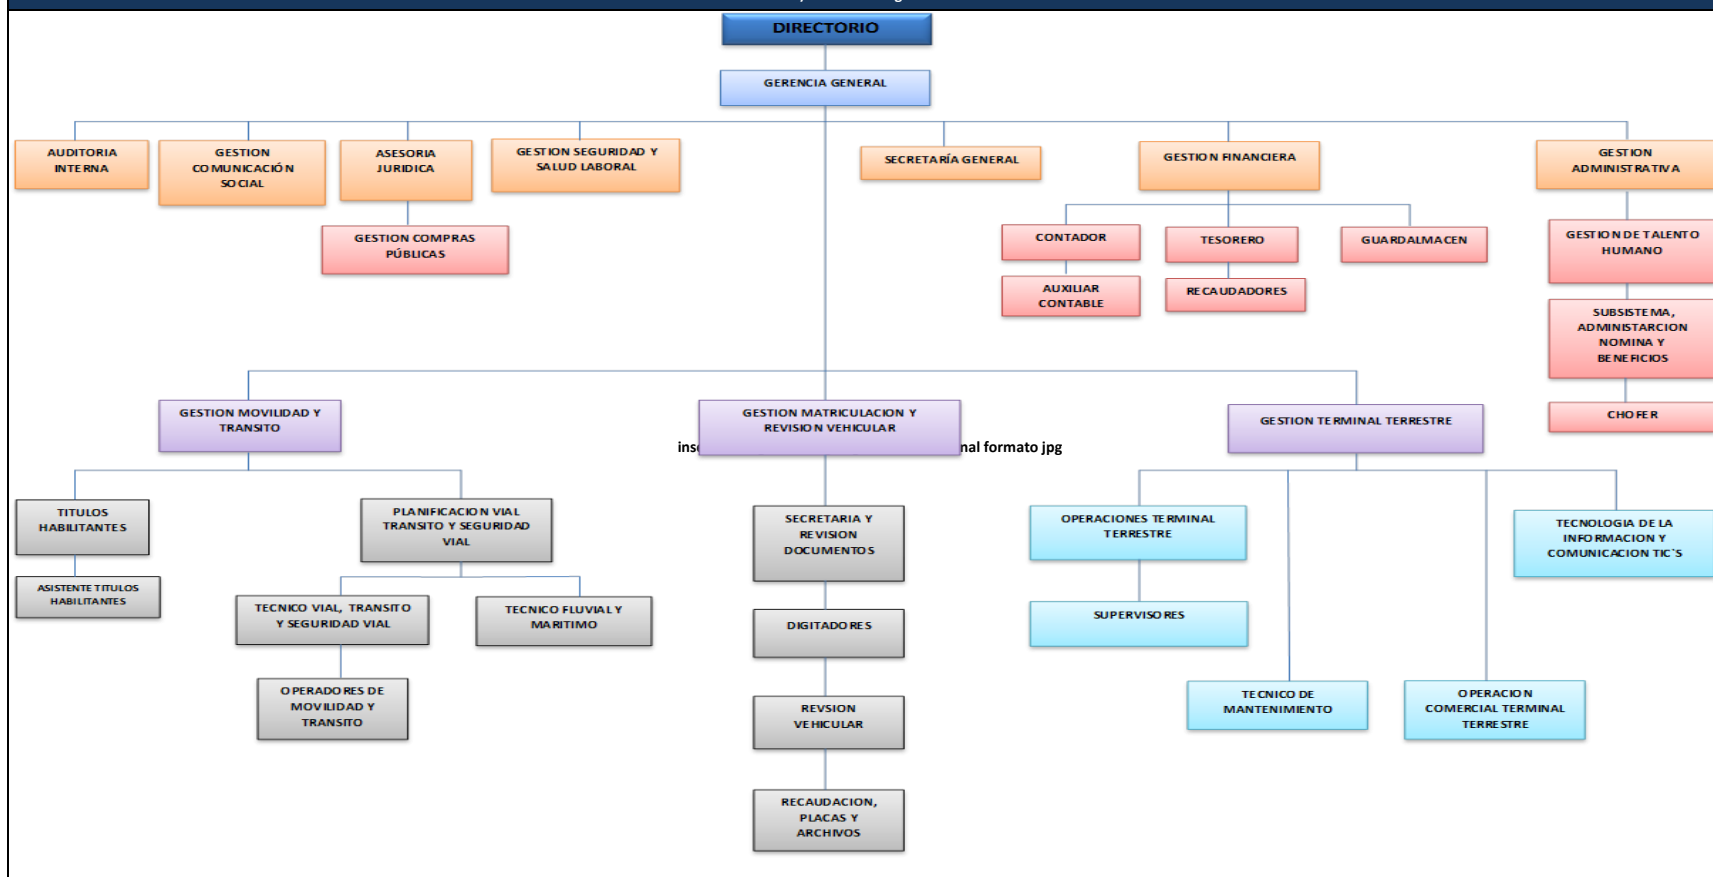 DIRECTORIO
GERENCIA GENERAL
AUDITORIA
INTERNA
GESTION
COMUNICACIÓN
SOCIAL
ASESORIA
JURIDICA
GESTION SEGURIDAD Y
SALUD LABORAL
SECRETARÍA GENERAL
GESTION FINANCIERA
GESTION
ADMINISTRATIVA
GESTION COMPRAS
PÚBLICAS
CONTADOR
TESORERO
GUARDALMACEN
GESTION DE TALENTO
HUMANO
AUXILIAR
CONTABLE
RECAUDADORES
SUBSISTEMA,
ADMINISTARCION
NOMINA Y
BENEFICIOS
CHOFER
GESTION MOVILIDAD Y
TRANSITO
GESTION MATRICULACION Y
REVISION VEHICULAR
GESTION TERMINAL TERRESTRE
formato jpg
TITULOS
HABILITANTES
PLANIFICACION VIAL
TRANSITO Y SEGURIDAD
VIAL
SECRETARIA Y
REVISION
DOCUMENTOS
OPERACIONES TERMINAL
TERRESTRE
TECNOLOGIA DE LA
INFORMACION Y
COMUNICACION TIC`S
ASISTENTE TITULOS
HABILITANTES
TECNICO VIAL, TRANSITO
Y SEGURIDAD VIAL
TECNICO FLUVIAL Y
MARITIMO
DIGITADORES
SUPERVISORES
OPERADORES DE
MOVILIDAD Y
TRANSITO
REVSION
VEHICULAR
TECNICO DE
MANTENIMIENTO
OPERACION
COMERCIAL TERMINAL
TERRESTRE
RECAUDACION,
PLACAS Y
ARCHIVOS